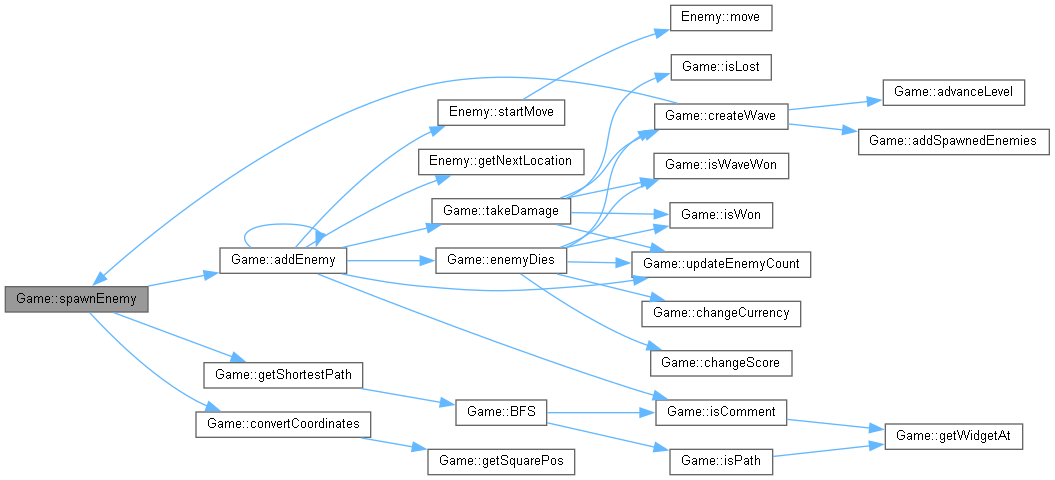 Enemy::move
Game::isLost
Game::advanceLevel
Enemy::startMove
Game::createWave
Game::addSpawnedEnemies
Enemy::getNextLocation
Game::isWaveWon
Game::takeDamage
Game::isWon
Game::addEnemy
Game::enemyDies
Game::updateEnemyCount
Game::spawnEnemy
Game::changeCurrency
Game::changeScore
Game::getShortestPath
Game::BFS
Game::isComment
Game::convertCoordinates
Game::getWidgetAt
Game::getSquarePos
Game::isPath